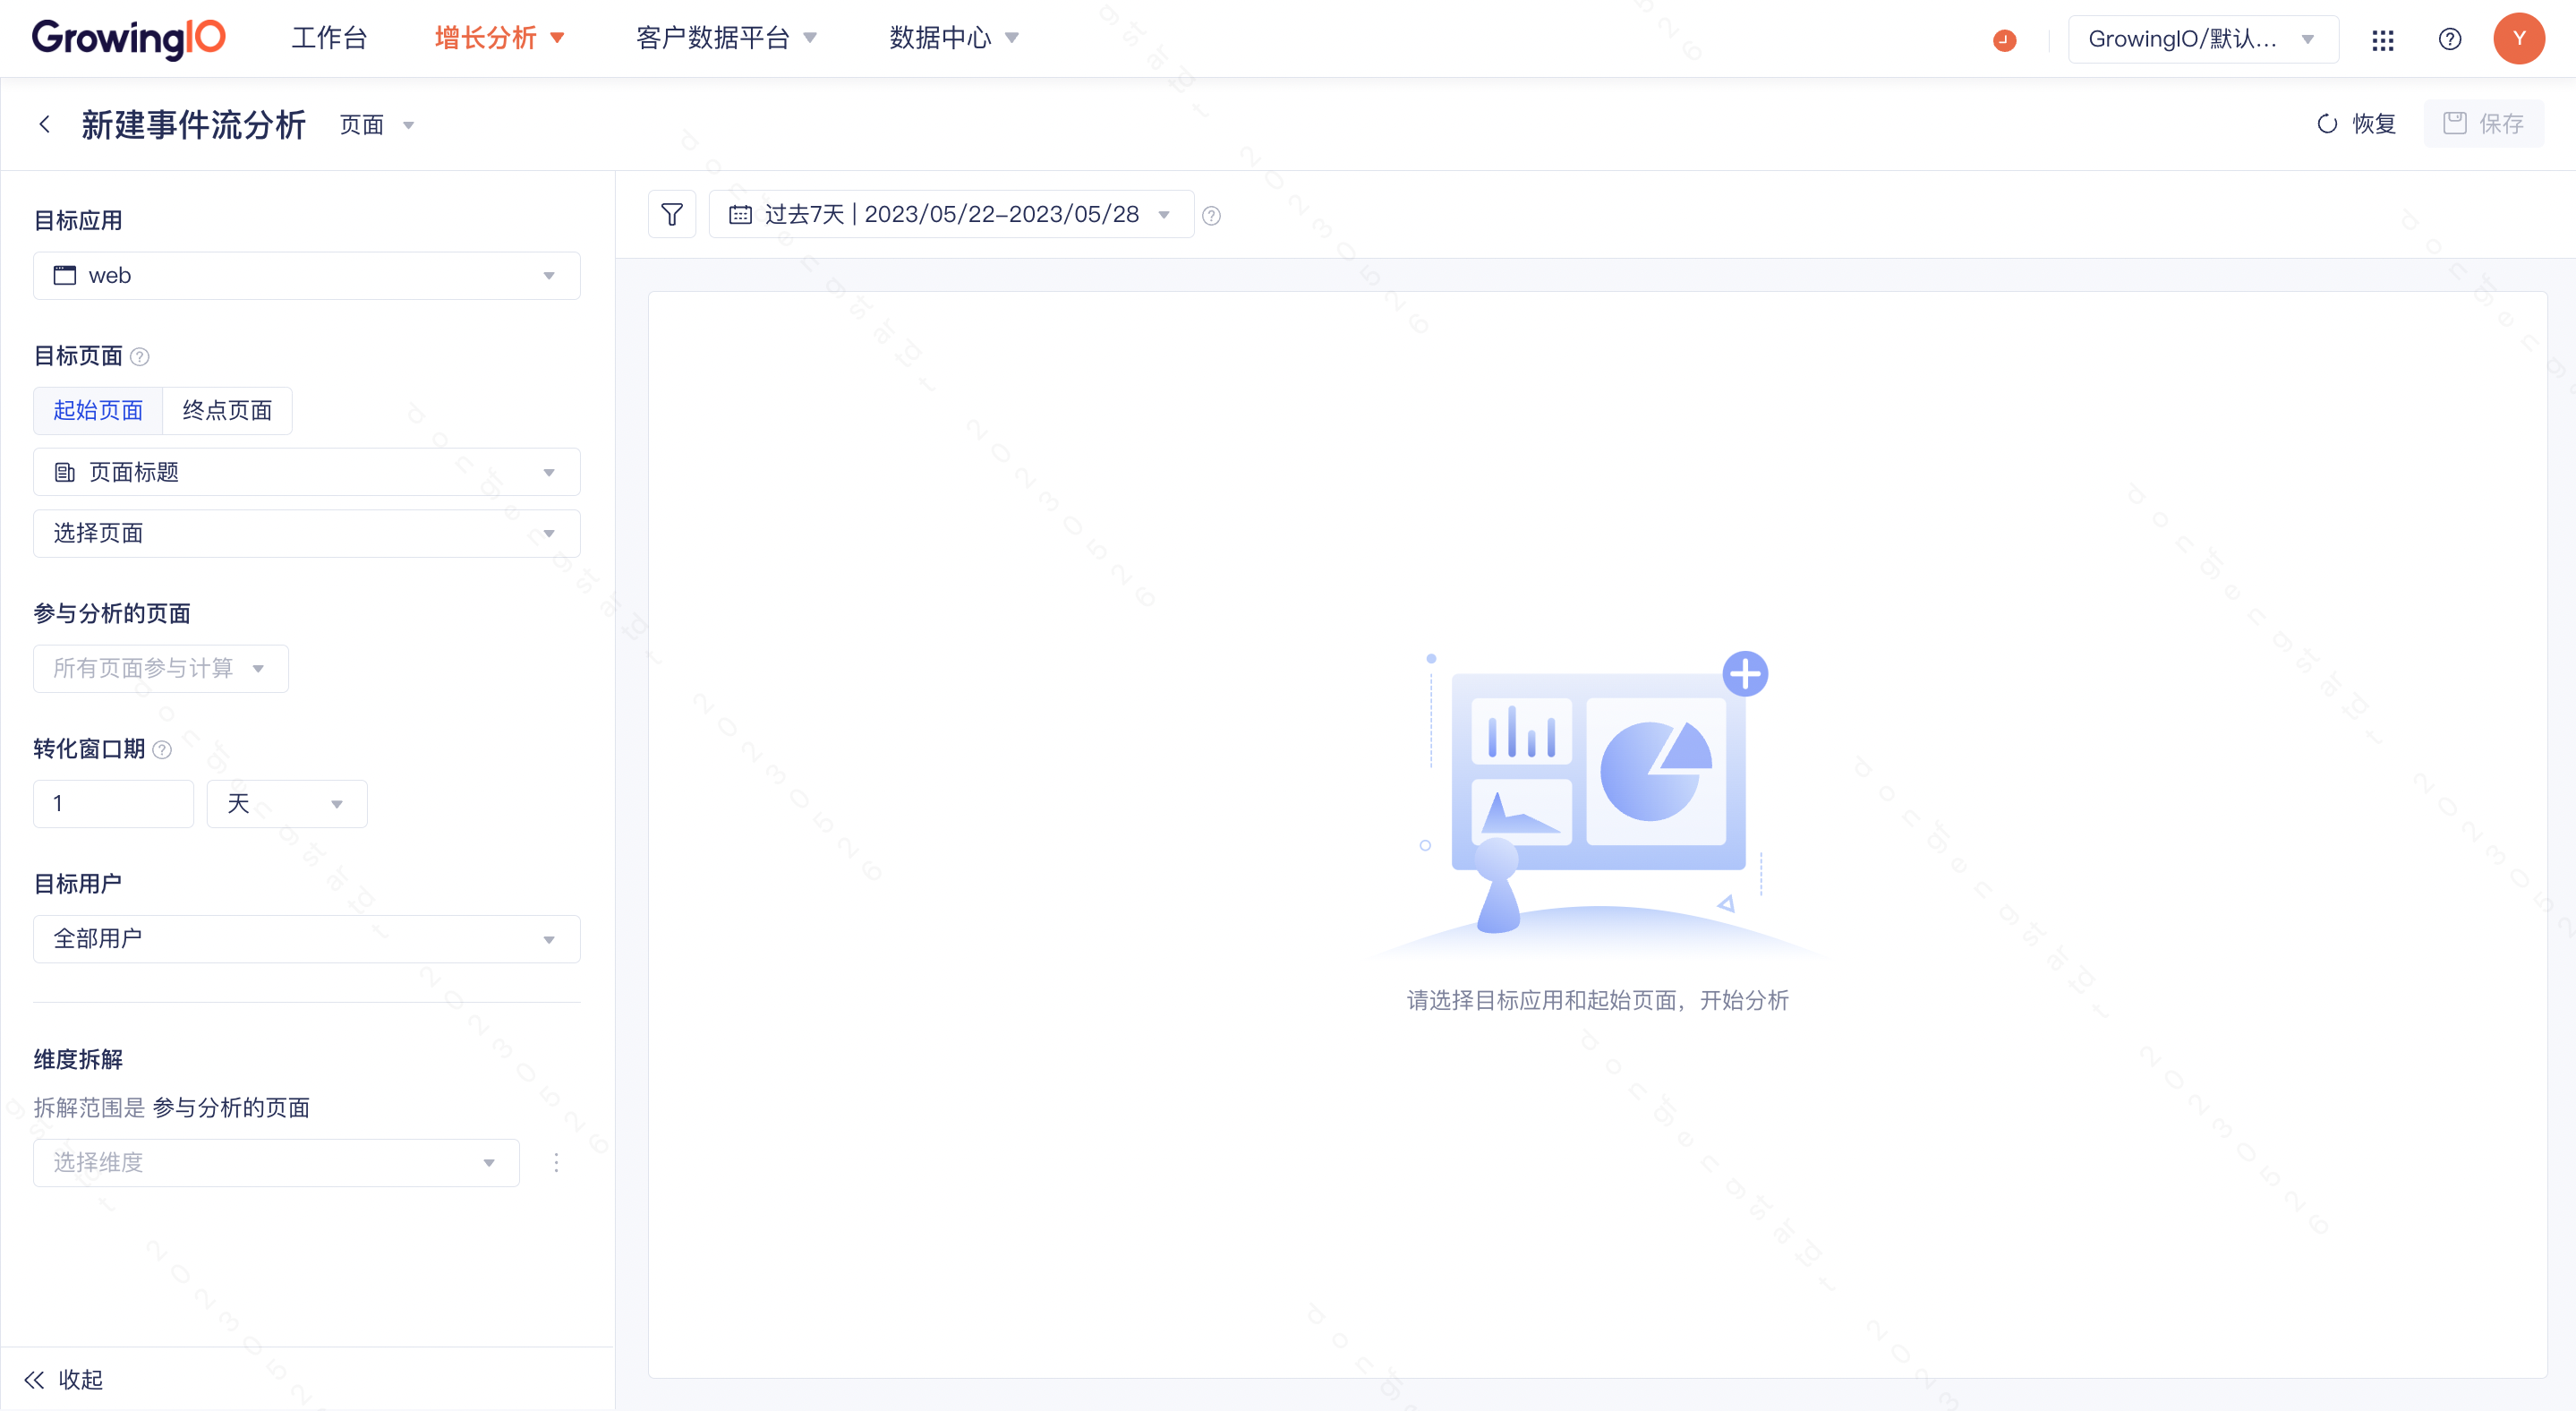 GrowingIO 工作台 增长分析 客户数据平台 数据中心 GrowingIO/默认... Y
新建事件流分析 页面 恢复 保存
目标应用
web
目标页面
起始页面 终点页面
页面标题
选择页面
参与分析的页面
所有页面参与计算
转化窗口期
1 天
目标用户
全部用户
维度拆解
拆解范围是 参与分析的页面
选择维度
收起
过去7天 | 2023/05/22-2023/05/28
请选择目标应用和起始页面，开始分析